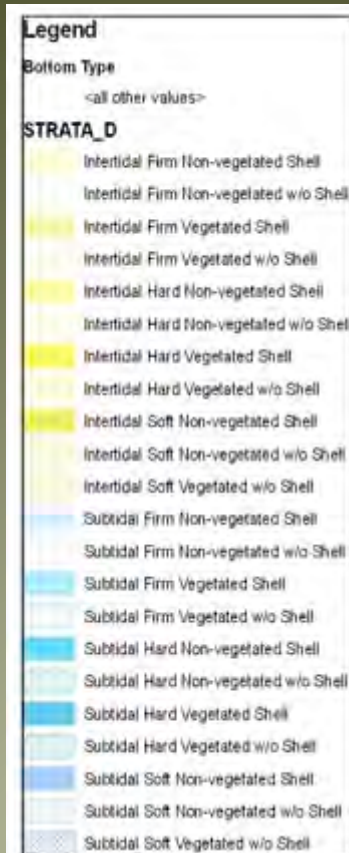 Legend
Bottom Type
<all other values>
STRATA_D
Intertidal Firm Non-vegetated Shell
Intertidal Firm Non-vegetated w/o Shell
Intertidal Firm Vegetated Shell
Intertidal Firm Vegetated w/o Shell
Intertidal Hard Non-vegetated Shell
Intertidal Hard Non-vegetated w/o Shell
Intertidal Hard Vegetated Shell
Intertidal Hard Vegetated w/o Shell
Intertidal Soft Non-vegetated Shell
Intertidal Soft Non-vegetated w/o Shell
Intertidal Soft Vegetated w/o Shell
Subtidal Firm Non-vegetated Shell
Subtidal Firm Non-vegetated w/o Shell
Subtidal Firm Vegetated Shell
Subtidal Firm Vegetated w/o Shell
Subtidal Hard Non-vegetated Shell
Subtidal Hard Non-vegetated w/o Shell
Subtidal Hard Vegetated Shell
Subtidal Hard Vegetated w/o Shell
Subtidal Soft Non-vegetated Shell
Subtidal Soft Non-vegetated w/o Shell
Subtidal Soft Vegetated w/o Shell